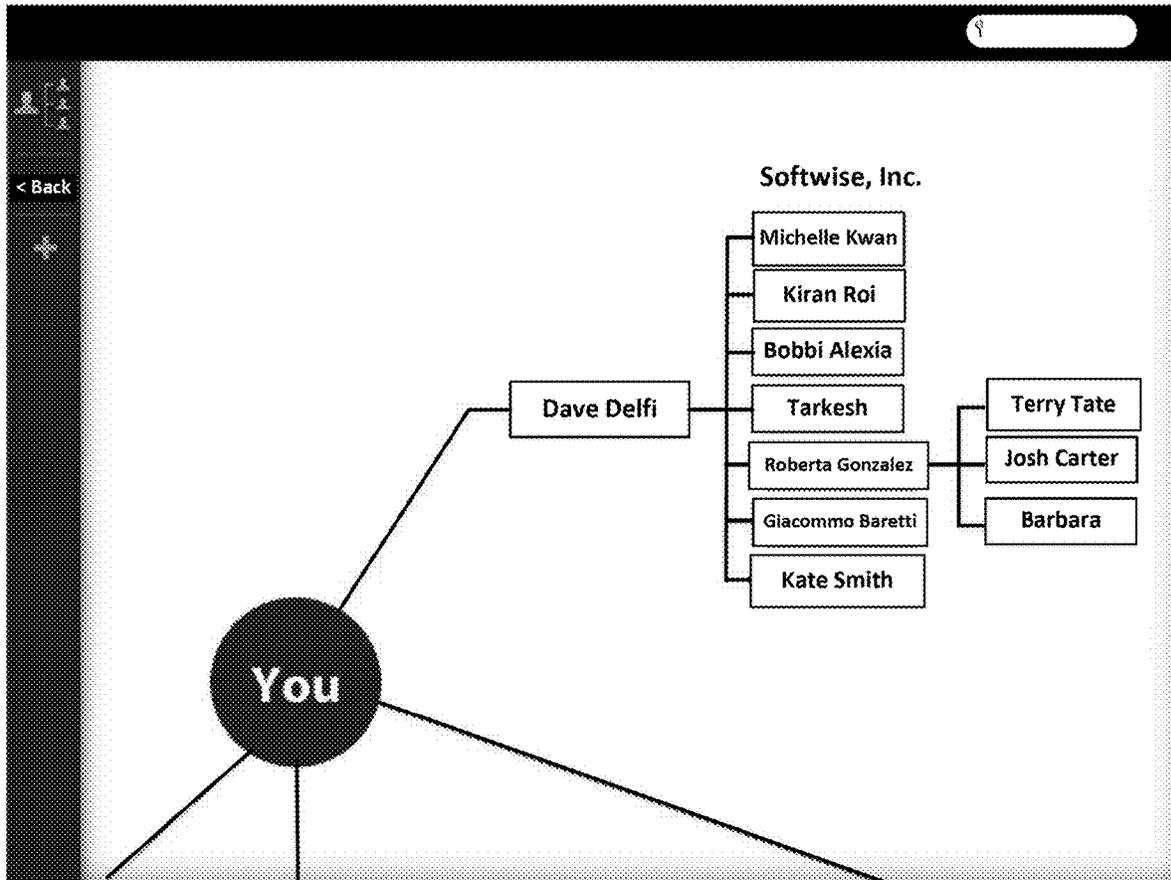 < Back
Softwise, Inc.
Michelle Kwan
Kiran Roi
Bobbi Alexia
Dave Delfi
Tarkesh
Roberta Gonzalez
Giacommo Baretti
Kate Smith
Terry Tate
Josh Carter
Barbara
You